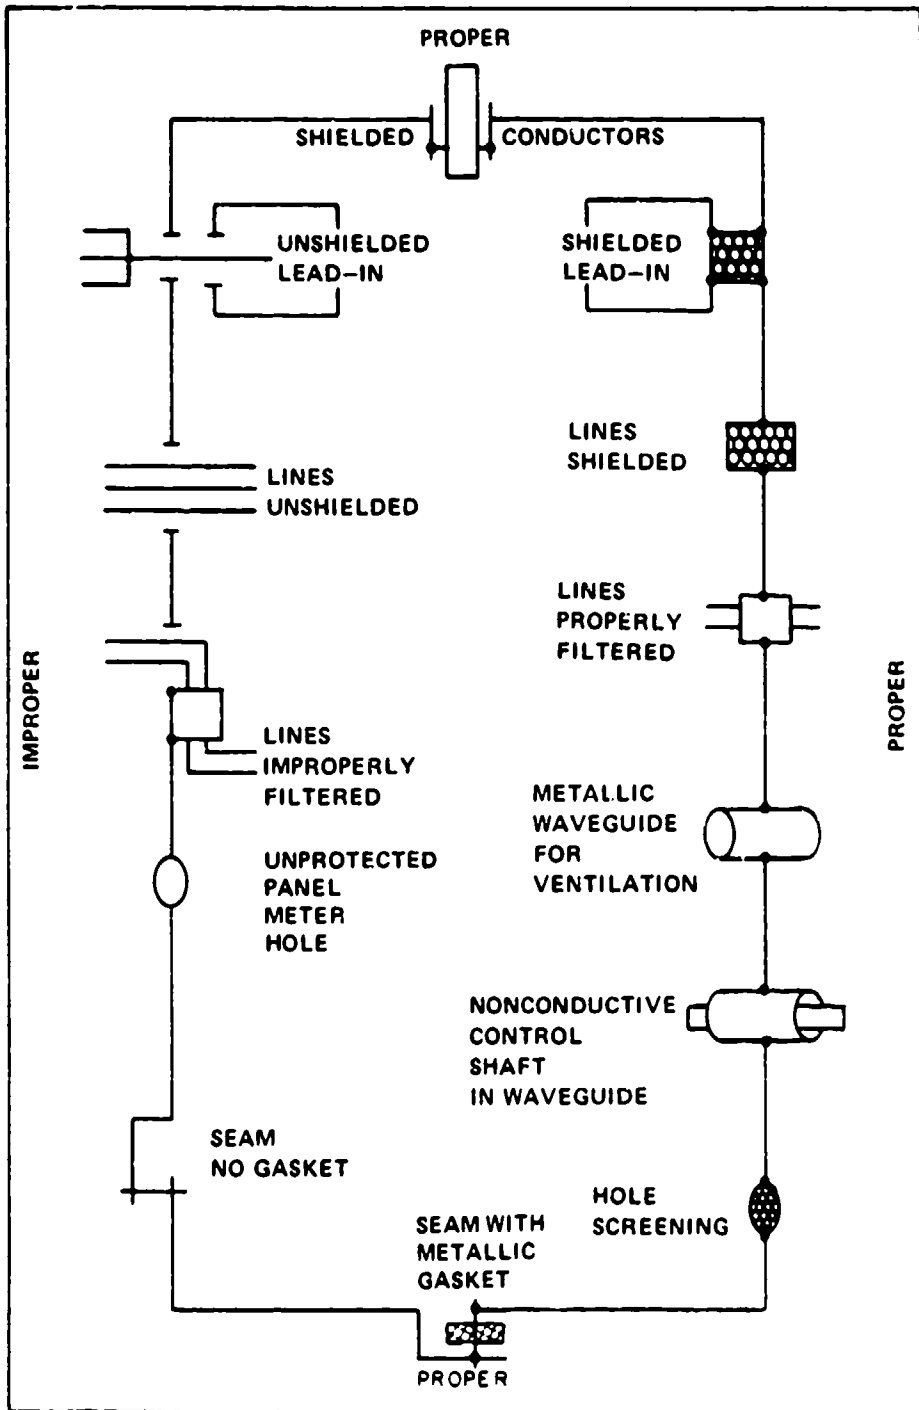 PROPER
SHIELDED CONDUCTORS
UNSHIELDED
LEAD-IN
SHIELDED
LEAD-IN
LINES
UNSHIELDED
LINES
SHIELDED
LINES
PROPERLY
FILTERED
IMPROPER
PROPER
LINES
IMPROPERLY
FILTERED
METALLIC
WAVEGUIDE
FOR
VENTILATION
UNPROTECTED
PANEL
METER
HOLE
NONCONDUCTIVE
CONTROL
SHAFT
IN WAVEGUIDE
SEAM
NO GASKET
HOLE
SCREENING
SEAM WITH
METALLIC
GASKET
PROPER